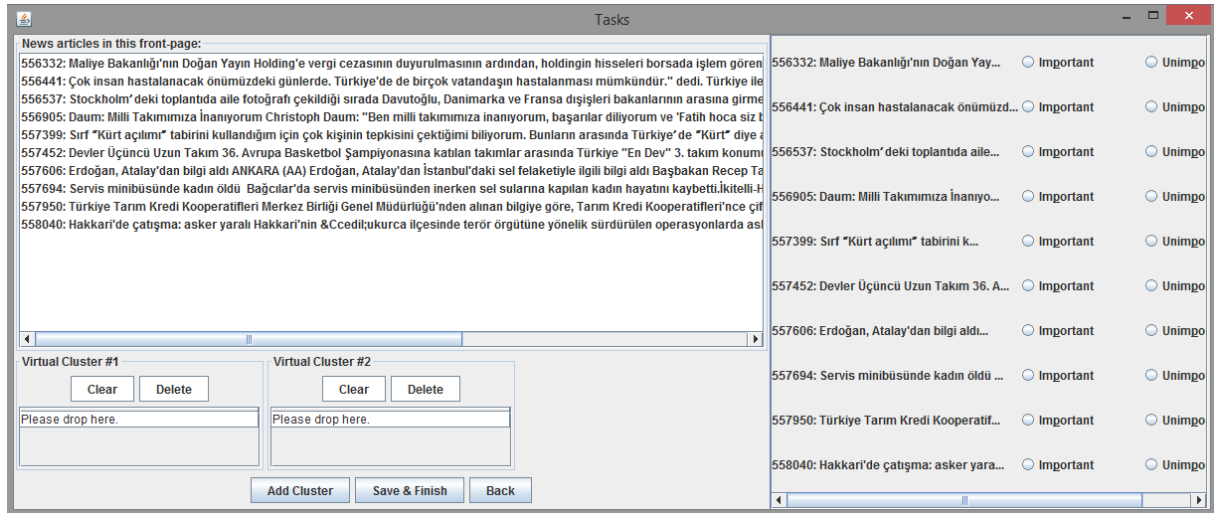 Tasks
News articles in this front-page:
556332: Maliye Bakanlığı'nın Doğan Yayın Holding'e vergi cezasının duyurulmasının ardından, holdingin hisseleri borsada işlem gören
556441: Çok insan hastalanacak önümüzdeki günlerde. Türkiye'de de birçok vatandaşın hastalanması mümkündür." dedi. Türkiye ile
556537: Stockholm'deki toplantıda aile fotoğrafı çekildiği sırada Davutoğlu, Danimarka ve Fransa dışişleri bakanlarının arasına girme
556905: Daum: Milli Takımımıza İnanıyorum Christoph Daum: "Ben milli takımımıza inanıyorum, başarılar diliyorum ve 'Fatih hoca siz b
557399: Sırf "Kürt açılımı" tabirini kullandığım için çok kişinin tepkisini çektiğimi biliyorum. Bunların arasında Türkiye'de "Kürt" diye
557452: Devler Üçüncü Uzun Takım 36. Avrupa Basketbol Şampiyonasına katılan takımlar arasında Türkiye "En Dev" 3. takım konumu
557606: Erdoğan, Atalay'dan bilgi aldı ANKARA (AA) Erdoğan, Atalay'dan İstanbul'daki sel felaketiyle ilgili bilgi aldı Başbakan Recep Ta
557694: Servis minibüsünde kadın öldü Bağcılar'da servis minibüsünden inerken sel sularına kapılan kadın hayatını kaybetti.İkitelli-H
557950: Türkiye Tarım Kredi Kooperatifleri Merkez Birliği Genel Müdürlüğü'nden alınan bilgiye göre, Tarım Kredi Kooperatifleri'nce çif
558040: Hakkari'de çatışma: asker yaralı Hakkari'nin &Ccedil;ukurca ilçesinde terör örgütüne yönelik sürdürülen operasyonlarda asl
Virtual Cluster #1 Virtual Cluster #2
Clear Delete Clear Delete
Please drop here. Please drop here.
Add Cluster Save & Finish Back
556332: Maliye Bakanlığı'nın Doğan Yay... Important Unimpo
556441: Çok insan hastalanacak önümüzd... Important Unimpo
556537: Stockholm'deki toplantıda aile... Important Unimpo
556905: Daum: Milli Takımımıza İnanıyo... Important Unimpo
557399: Sırf "Kürt açılımı" tabirini k... Important Unimpo
557452: Devler Üçüncü Uzun Takım 36. A... Important Unimpo
557606: Erdoğan, Atalay'dan bilgi aldı... Important Unimpo
557694: Servis minibüsünde kadın öldü ... Important Unimpo
557950: Türkiye Tarım Kredi Kooperatif... Important Unimpo
558040: Hakkari'de çatışma: asker yara... Important Unimpo